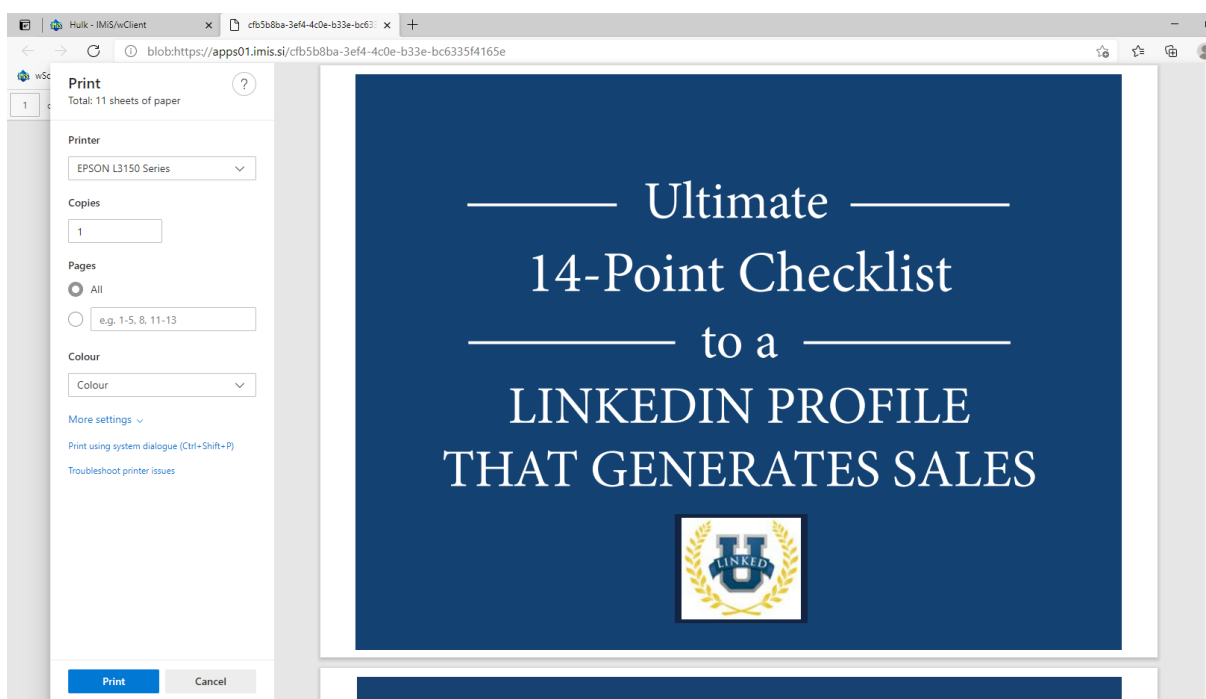 Hulk - IMiS/wClient
cfb5b8ba-3ef4-4c0e-b33e-bc63
blob:https://apps01.imis.si/cfb5b8ba-3ef4-4c0e-b33e-bc6335f4165e
wSc
1
Print
?
Total: 11 sheets of paper
Printer
EPSON L3150 Series
Copies
1
Pages
All
e.g. 1-5, 8, 11-13
Colour
Colour
More settings
Print using system dialogue (Ctrl+Shift+P)
Troubleshoot printer issues
Print Cancel
Ultimate
14-Point Checklist
to a
LINKEDIN PROFILE
THAT GENERATES SALES
U
LINKED